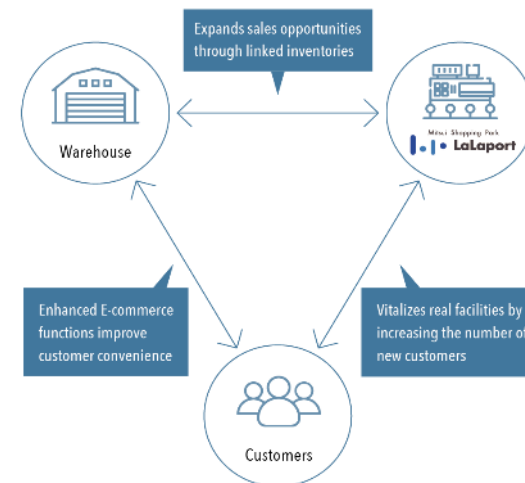 Expands sales opportunities
through linked inventories
Warehouse
Mitsui Shopping Park
LaLaport
Enhanced E-commerce
functions improve
customer convenience
Vitalizes real facilities by
increasing the number of
new customers
Customers